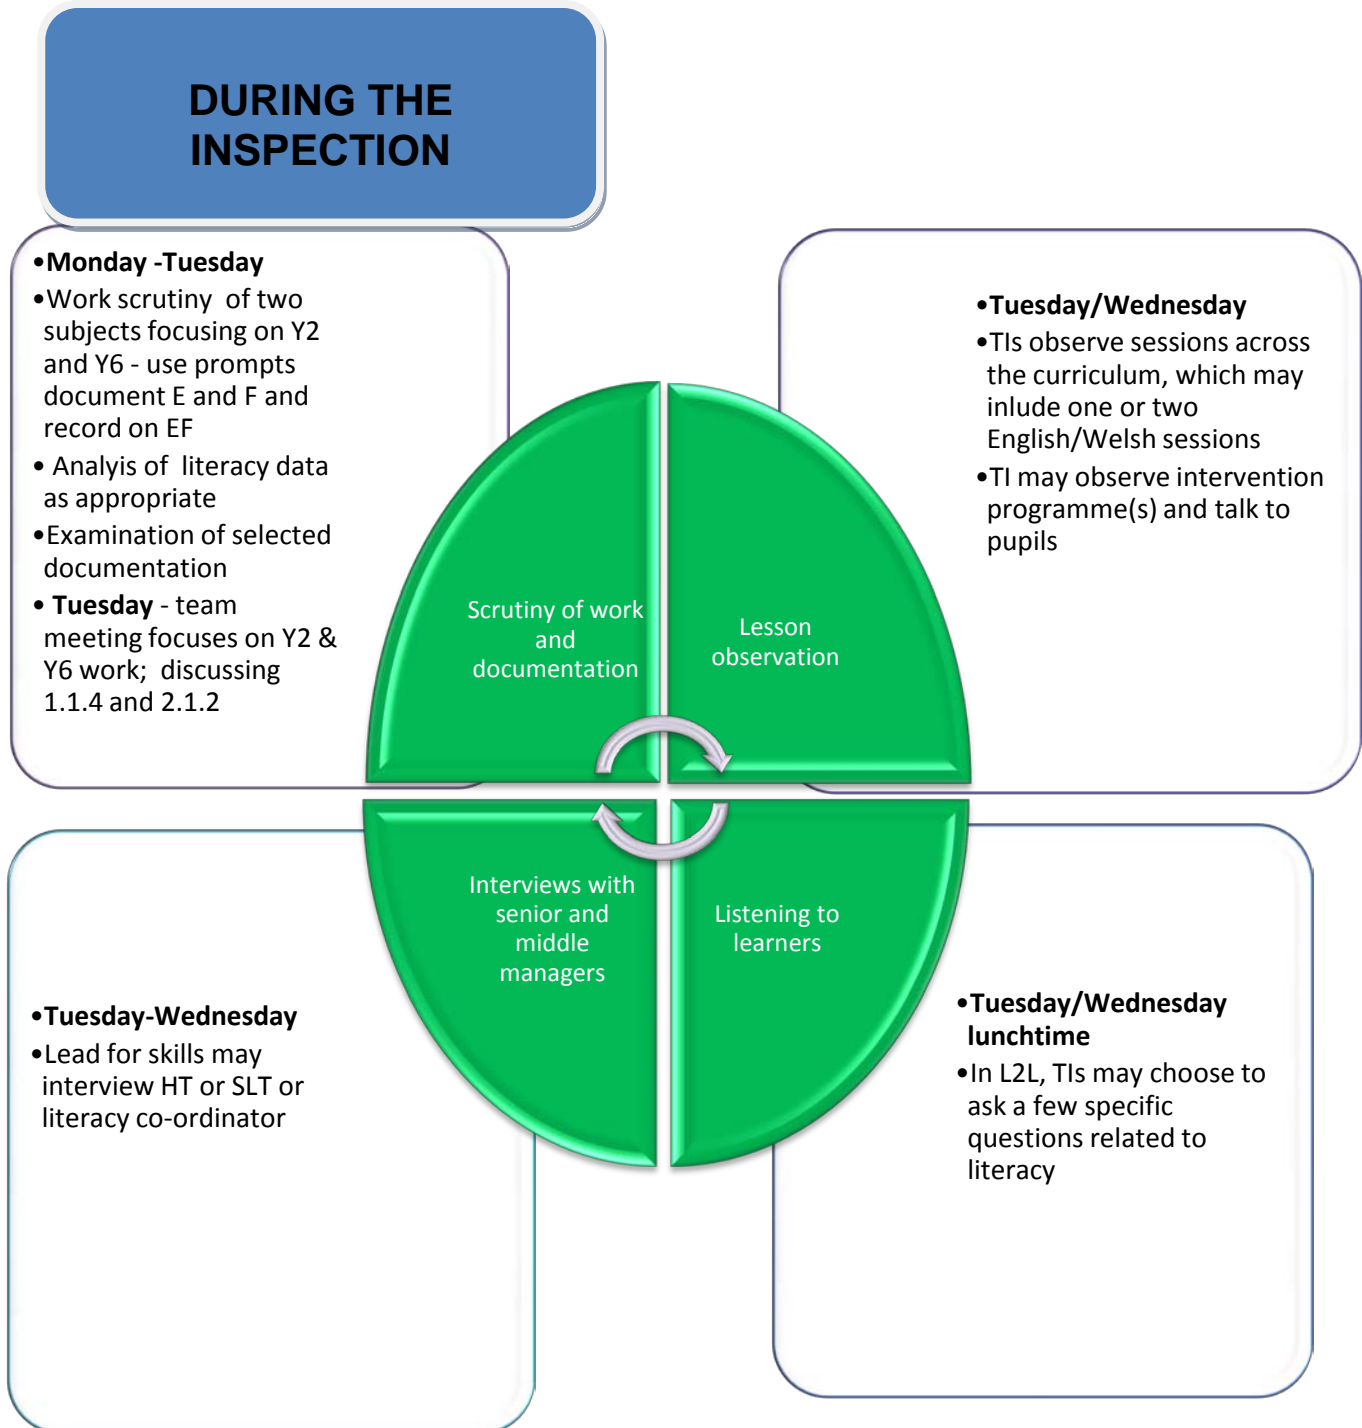 DURING THE
INSPECTION
•Monday -Tuesday
•Work scrutiny of two
subjects focusing on Y2
and Y6 - use prompts
document E and F and
record on EF
• Analyis of literacy data
as appropriate
•Examination of selected
documentation
• Tuesday - team
meeting focuses on Y2 &
Y6 work; discussing
1.1.4 and 2.1.2
•Tuesday/Wednesday
•TIs observe sessions across
the curriculum, which may
inlude one or two
English/Welsh sessions
•TI may observe intervention
programme(s) and talk to
pupils
Scrutiny of work
and
documentation
Lesson
observation
Interviews with
senior and
middle
managers
Listening to
learners
•Tuesday-Wednesday
•Lead for skills may
interview HT or SLT or
literacy co-ordinator
•Tuesday/Wednesday
lunchtime
•In L2L, TIs may choose to
ask a few specific
questions related to
literacy